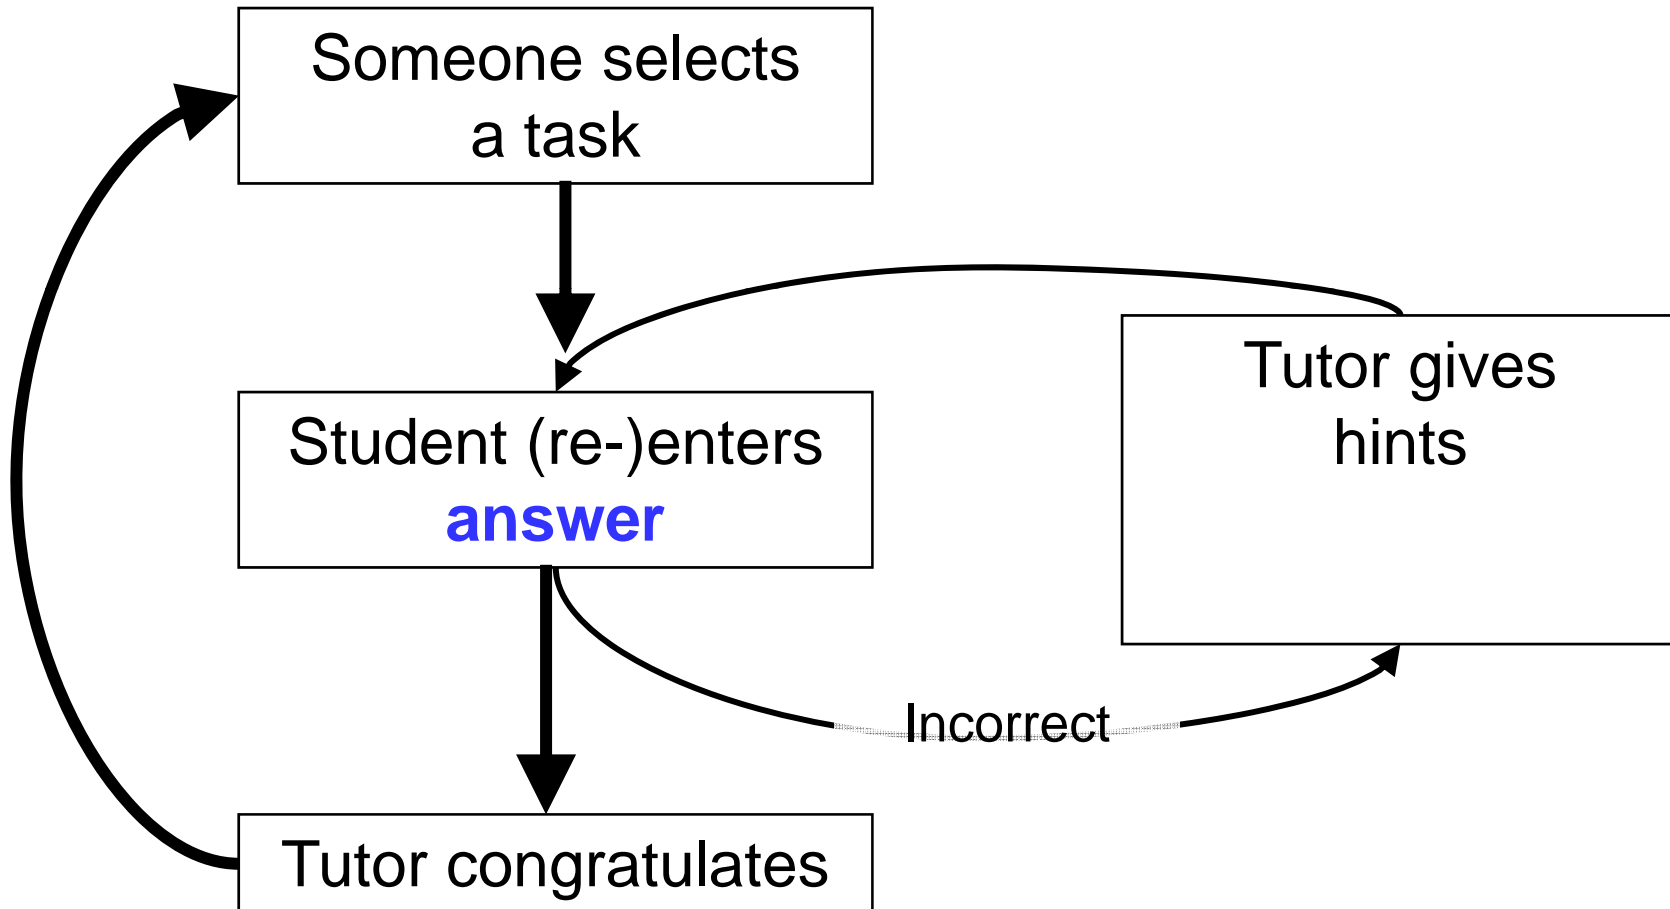 Someone selects
a task
Tutor gives
hints
Student (re-)enters
answer
Incorrect
Tutor congratulates